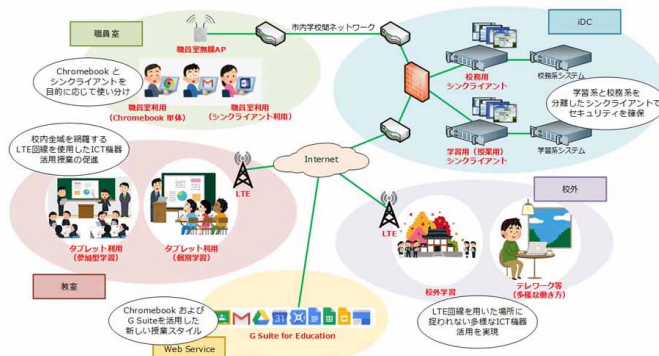 職員室
職員室無線AP
市内学校間ネットワーク
iDC
Chromebook と
シンクライアントを
目的に応じて使い分け
職員室利用
(Chromebook 単体)
職員室利用
(シンクライアント利用)
校務用
シンクライアント
校務系システム
学習系と校務系を
分離したシンクライアントで
セキュリティを確保
学習用(授業用)
シンクライアント
学習系システム
校内全域を網羅する
LTE回線を使用したICT機器
活用授業の促進
Internet
LTE
LTE
校外
タブレット利用
(参加型学習)
タブレット利用
(個別学習)
教室
校外学習
テレワーク等
(多様な働き方)
Chromebook および
G Suiteを活用した
新しい授業スタイル
31
G Suite for Education
Web Service
LTE回線を用いた場所に
捉われない多様なICT機器
活用を実現